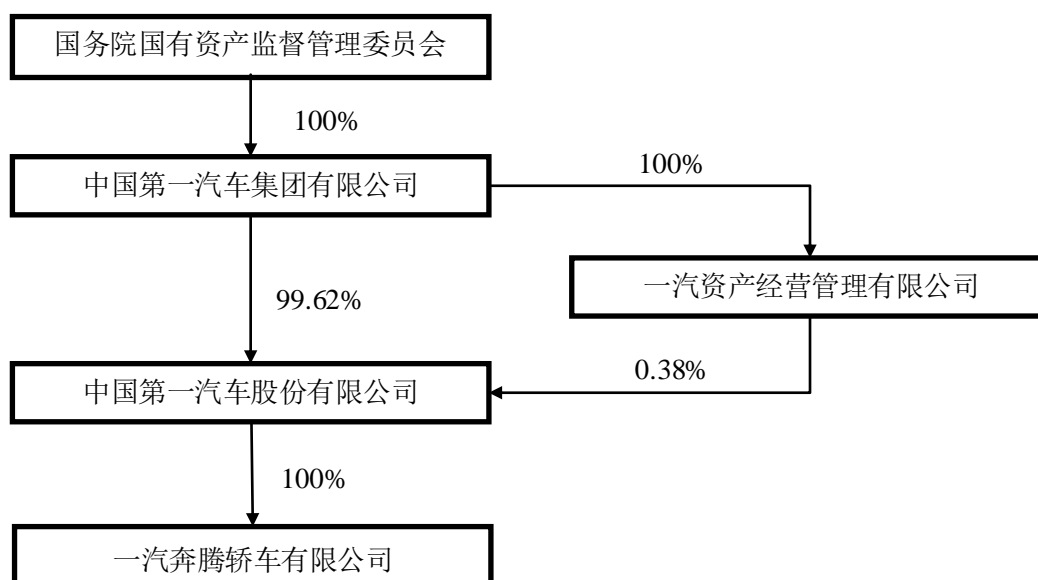 国务院国有资产监督管理委员会
100%
中国第一汽车集团有限公司
100%
一汽资产经营管理有限公司
99.62%
0.38%
中国第一汽车股份有限公司
100%
一汽奔腾轿车有限公司